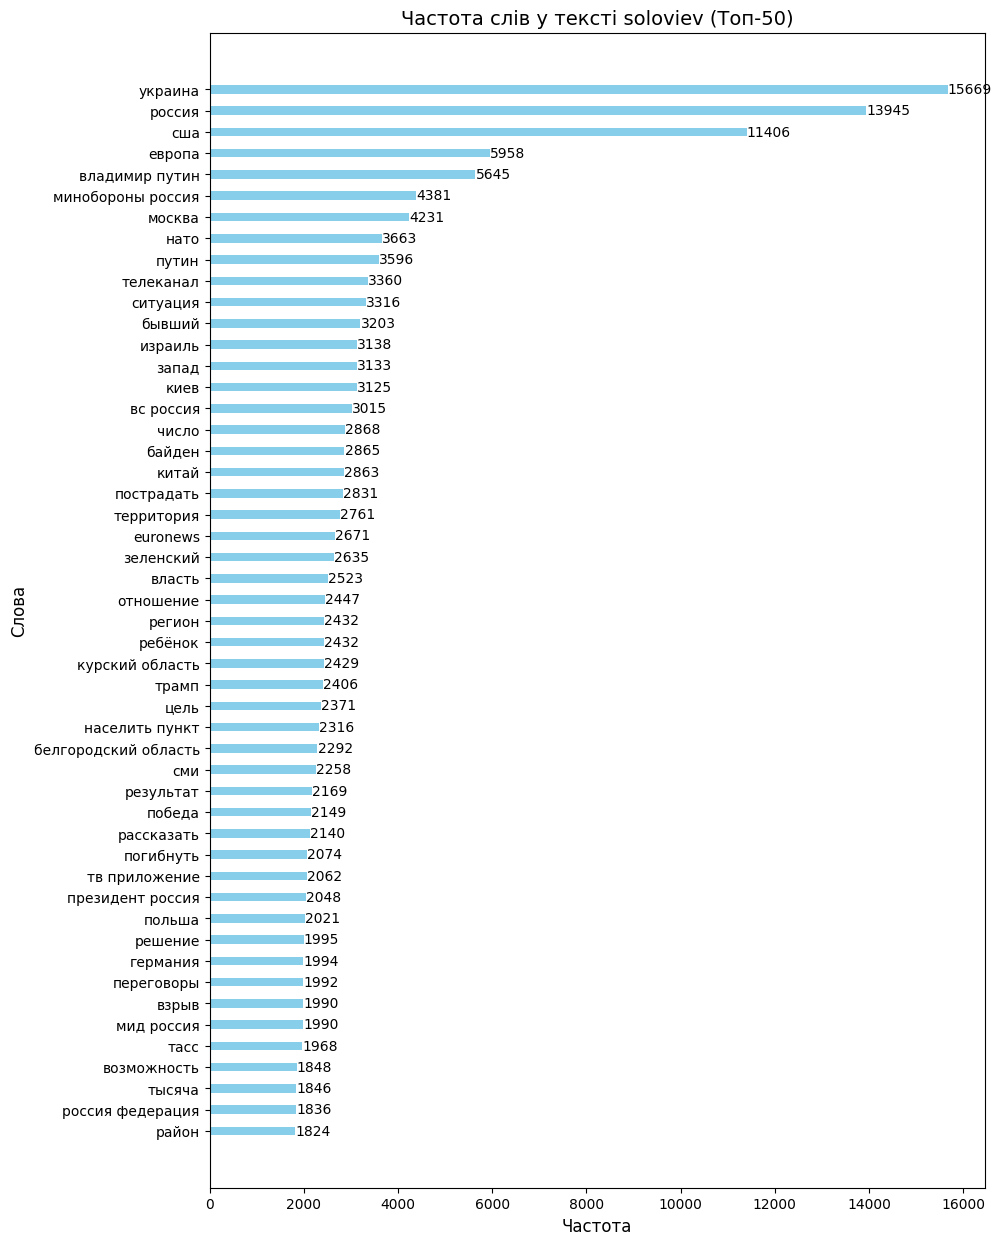 Частота слів у тексті soloviev (Топ-50)
украина 15669
россия 13945
сша 11406
европа 5958
владимир путин 5645
минобороны россия 4381
москва 4231
нато 3663
путин 3596
телеканал 3360
ситуация 3316
бывший 3203
израиль 3138
запад 3133
киев 3125
вс россия 3015
число 2868
байден 2865
китай 2863
пострадать 2831
территория 2761
euronews 2671
зеленский 2635
власть 2523
отношение 2447
регион 2432
ребёнок 2432
курский область 2429
трамп 2406
цель 2371
населить пункт 2316
белгородский область 2292
сми 2258
результат 2169
победа 2149
рассказать 2140
погибнуть 2074
тв приложение 2062
президент россия 2048
польша 2021
решение 1995
германия 1994
переговоры 1992
взрыв 1990
мид россия 1990
тасс 1968
возможность 1848
тысяча 1846
россия федерация 1836
район 1824
0 2000 4000 6000 8000 10000 12000 14000 16000
Частота
Слова